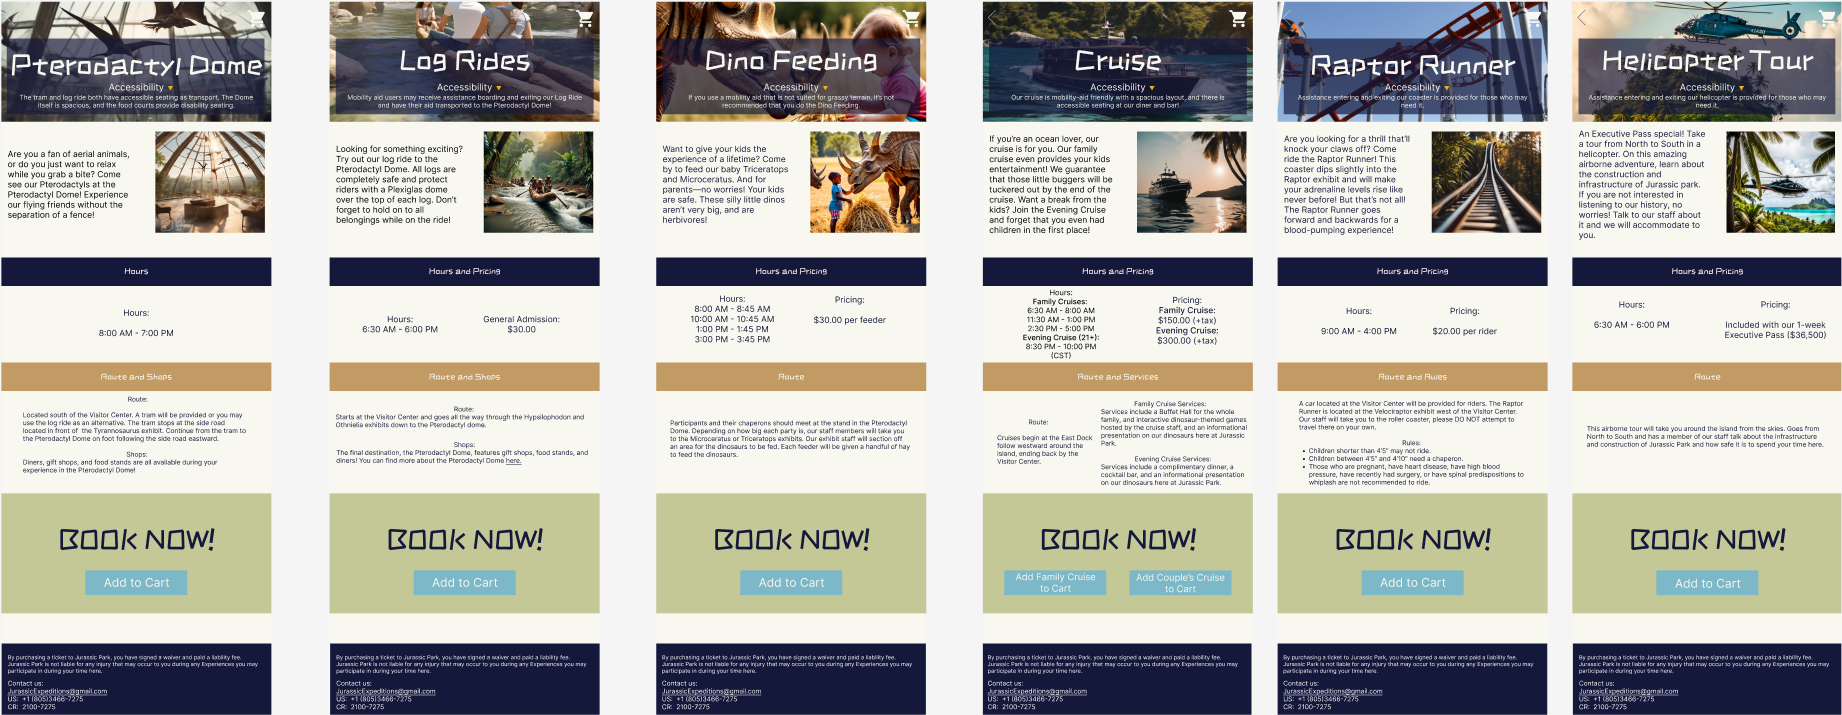 Pterodactyl Dome
Accessibility
The tram and log ride both have accessible seating as transport. The Dome
itself is spacious, and the food courts provide disability seating.
Are you a fan of aerial animals,
or do you just want to relax
while you grab a bite? Come
see our Pterodactyls at the
Pterodactyl Dome! Experience
our flying friends without the
separation of a fence!
Hours
Hours:
8:00 AM - 7:00 PM
Route and Shops
Route:
Located south of the Visitor Center. A tram will be provided or you may
use the log ride as an alternative. The tram stops at the side road
located in front of the Tyrannosaurus exhibit. Continue from the tram to
the Pterodactyl Dome on foot following the side road eastward.
Shops:
Diners, gift shops, and food stands are all available during your
experience in the Pterodactyl Dome!
BOOK NOW!
Add to Cart
By purchasing a ticket to Jurassic Park, you have signed a waiver and paid a liability fee.
Jurassic Park is not liable for any injury that may occur to you during any Experiences you may
participate in during your time here.
Contact us:
JurassicExpeditions@gmail.com
US: +1 (805)3466-7275
CR: 2100-7275
Log Rides
Accessibility
Mobility aid users may receive assistance boarding and exiting our Log Ride
and have their aid transported to the Pterodactyl Dome!
Looking for something exciting?
Try out our log ride to the
Pterodactyl Dome. All logs are
completely safe and protect
riders with a Plexiglas dome
over the top of each log. Don't
forget to hold on to all
belongings while on the ride!
Hours and Pricing
Hours:
6:30 AM - 6:00 PM
General Admission:
$30.00
Route and Shops
Route:
Starts at the Visitor Center and goes all the way through the Hypsilophodon and
Othnielia exhibits down to the Pterodactyl dome.
Shops:
The final destination, the Pterodactyl Dome, features gift shops, food stands, and
diners! You can find more about the Pterodactyl Dome here.
BOOK NOW!
Add to Cart
By purchasing a ticket to Jurassic Park, you have signed a waiver and paid a liability fee.
Jurassic Park is not liable for any injury that may occur to you during any Experiences you may
participate in during your time here.
Contact us:
JurassicExpeditions@gmail.com
US: +1 (805)3466-7275
CR: 2100-7275
Dino Feeding
Accessibility
If you use a mobility aid that is not suited for grassy terrain, it's not
recommended that you do the Dino Feeding.
Want to give your kids the
experience of a lifetime? Come
by to feed our baby Triceratops
and Microceratus. And for
parents—no worries! Your kids
are safe. These silly little dinos
aren't very big, and are
herbivores!
Hours and Pricing
Hours:
8:00 AM - 8:45 AM
10:00 AM - 10:45 AM
1:00 PM - 1:45 PM
3:00 PM - 3:45 PM
Pricing:
$30.00 per feeder
Route
Participants and their chaperons should meet at the stand in the Pterodactyl
Dome. Depending on how big each party is, our staff members will take you
to the Microceratus or Triceratops exhibits. Our exhibit staff will section off
an area for the dinosaurs to be fed. Each feeder will be given a handful of hay
to feed the dinosaurs.
BOOK NOW!
Add to Cart
By purchasing a ticket to Jurassic Park, you have signed a waiver and paid a liability fee.
Jurassic Park is not liable for any injury that may occur to you during any Experiences you may
participate in during your time here.
Contact us:
JurassicExpeditions@gmail.com
US: +1 (805)3466-7275
CR: 2100-7275
Cruise
Accessibility
Our cruise is mobility-aid friendly with a spacious layout, and there is
accessible seating at our diner and bar!
If you're an ocean lover, our
cruise is for you. Our family
cruise even provides your kids
entertainment! We guarantee
that those little buggers will be
tuckered out by the end of the
cruise. Want a break from the
kids? Join the Evening Cruise
and forget that you even had
children in the first place!
Hours and Pricing
Hours:
Family Cruises:
6:30 AM - 8:00 AM
11:30 AM - 1:00 PM
2:30 PM - 5:00 PM
Evening Cruise (21+):
8:30 PM - 10:00 PM
(CST)
Pricing:
Family Cruise:
$150.00 (+tax)
Evening Cruise:
$300.00 (+tax)
Route and Services
Route:
Cruises begin at the East Dock
follow westward around the
island, ending back by the
Visitor Center.
Family Cruise Services:
Services include a Buffet Hall for the whole
family, and interactive dinosaur-themed games
hosted by the cruise staff, and an informational
presentation on our dinosaurs here at Jurassic
Park.
Evening Cruise Services:
Services include a complimentary dinner, a
cocktail bar, and an informational presentation
on our dinosaurs here at Jurassic Park.
BOOK NOW!
Add Family Cruise
to Cart
Add Couple's Cruise
to Cart
By purchasing a ticket to Jurassic Park, you have signed a waiver and paid a liability fee.
Jurassic Park is not liable for any injury that may occur to you during any Experiences you may
participate in during your time here.
Contact us:
JurassicExpeditions@gmail.com
US: +1 (805)3466-7275
CR: 2100-7275
Raptor Runner
Accessibility
Assistance entering and exiting our coaster is provided for those who may
need it.
Are you looking for a thrill that'll
knock your claws off? Come
ride the Raptor Runner! This
coaster dips slightly into the
Raptor exhibit and will make
your adrenaline levels rise like
never before! But that's not all!
The Raptor Runner goes
forward and backwards for a
blood-pumping experience!
Hours and Pricing
Hours:
9:00 AM - 4:00 PM
Pricing:
$20.00 per rider
Route and Rules
A car located at the Visitor Center will be provided for riders. The Raptor
Runner is located at the Velociraptor exhibit west of the Visitor Center.
Our staff will take you to the roller coaster, please DO NOT attempt to
travel there on your own.
Rules:
• Children shorter than 4'5" may not ride.
• Children between 4'5" and 4'10" need a chaperon.
• Those who are pregnant, have heart disease, have high blood
pressure, have recently had surgery, or have spinal predispositions to
whiplash are not recommended to ride.
BOOK NOW!
Add to Cart
By purchasing a ticket to Jurassic Park, you have signed a waiver and paid a liability fee.
Jurassic Park is not liable for any injury that may occur to you during any Experiences you may
participate in during your time here.
Contact us:
JurassicExpeditions@gmail.com
US: +1 (805)3466-7275
CR: 2100-7275
Helicopter Tour
Accessibility
Assistance entering and exiting our helicopter is provided for those who may
need it.
An Executive Pass special! Take
a tour from North to South in a
helicopter. On this amazing
airborne adventure, learn about
the construction and
infrastructure of Jurassic park.
If you are not interested in
listening to our history, no
worries! Talk to our staff about
it and we will accommodate to
you.
Hours and Pricing
Hours:
6:30 AM - 6:00 PM
Pricing:
Included with our 1-week
Executive Pass ($36,500)
Route
This airborne tour will take you around the island from the skies. Goes from
North to South and has a member of our staff talk about the infrastructure
and construction of Jurassic Park and how safe it is to spend your time here.
BOOK NOW!
Add to Cart
By purchasing a ticket to Jurassic Park, you have signed a waiver and paid a liability fee.
Jurassic Park is not liable for any injury that may occur to you during any Experiences you may
participate in during your time here.
Contact us:
JurassicExpeditions@gmail.com
US: +1 (805)3466-7275
CR: 2100-7275